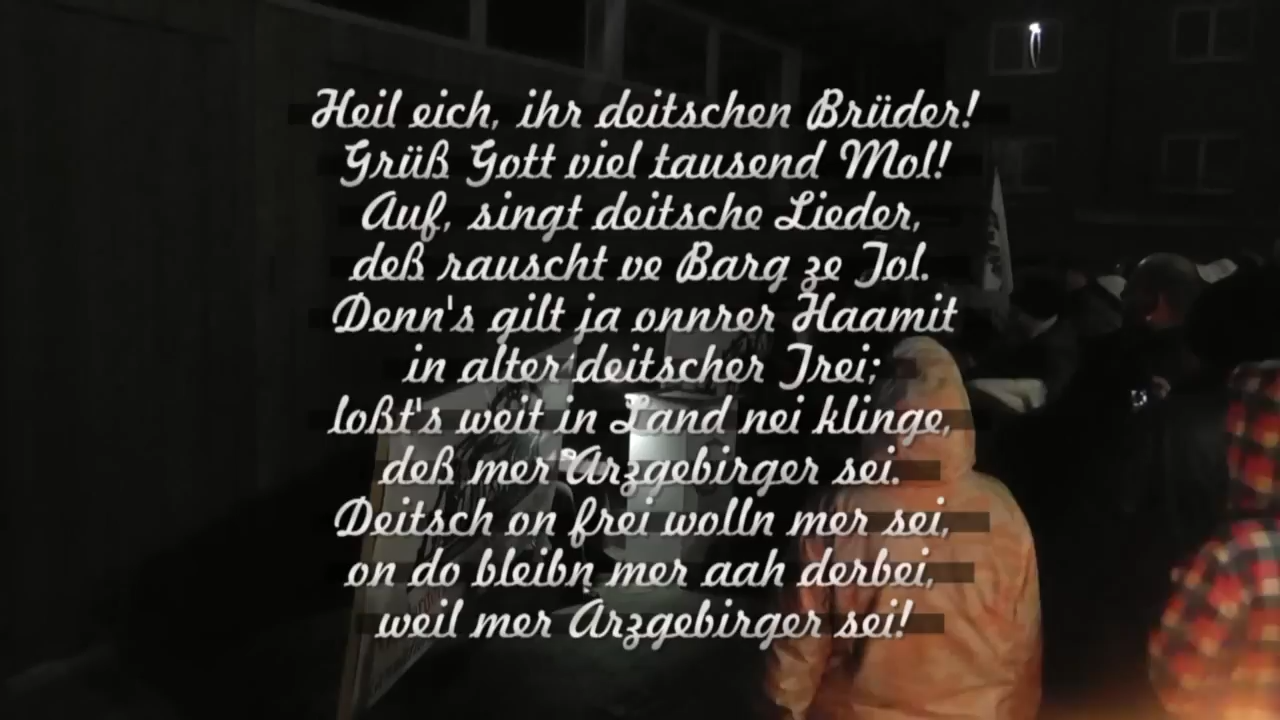 Heil eich, ihr deitschen Brüder!
Grüß Gott viel tausend Mol!
Auf, singt deitsche Lieder,
deß rauscht ve Barg ze Tol.
Denn's gilt ja onnrer Haamit
in alter deitscher Trei;
loßt's weit in Land nei klinge,
deß mer Arzgebirger sei.
Deitsch on frei wolln mer sei,
on do bleibn mer aah derbei,
weil mer Arzgebirger sei!